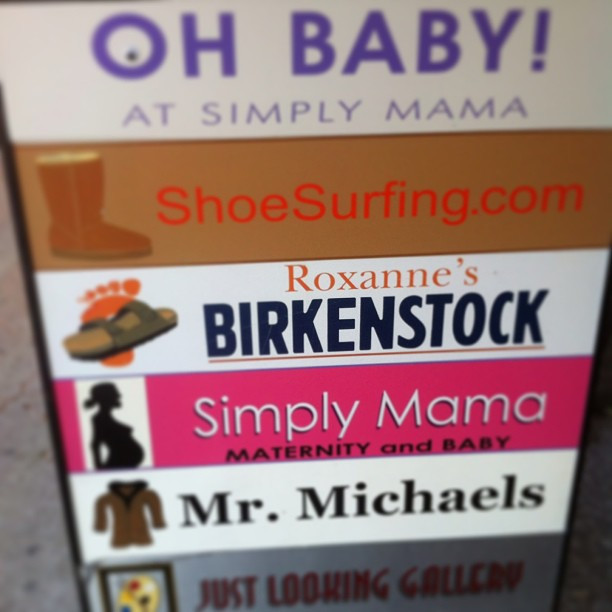 OH BABY!
AT SIMPLY MAMA
ShoeSurfing.com
Roxanne's
BIRKENSTOCK
Simply Mama
MATERNITY and BABY
Mr. Michaels
JUST LOOKING GALLERY